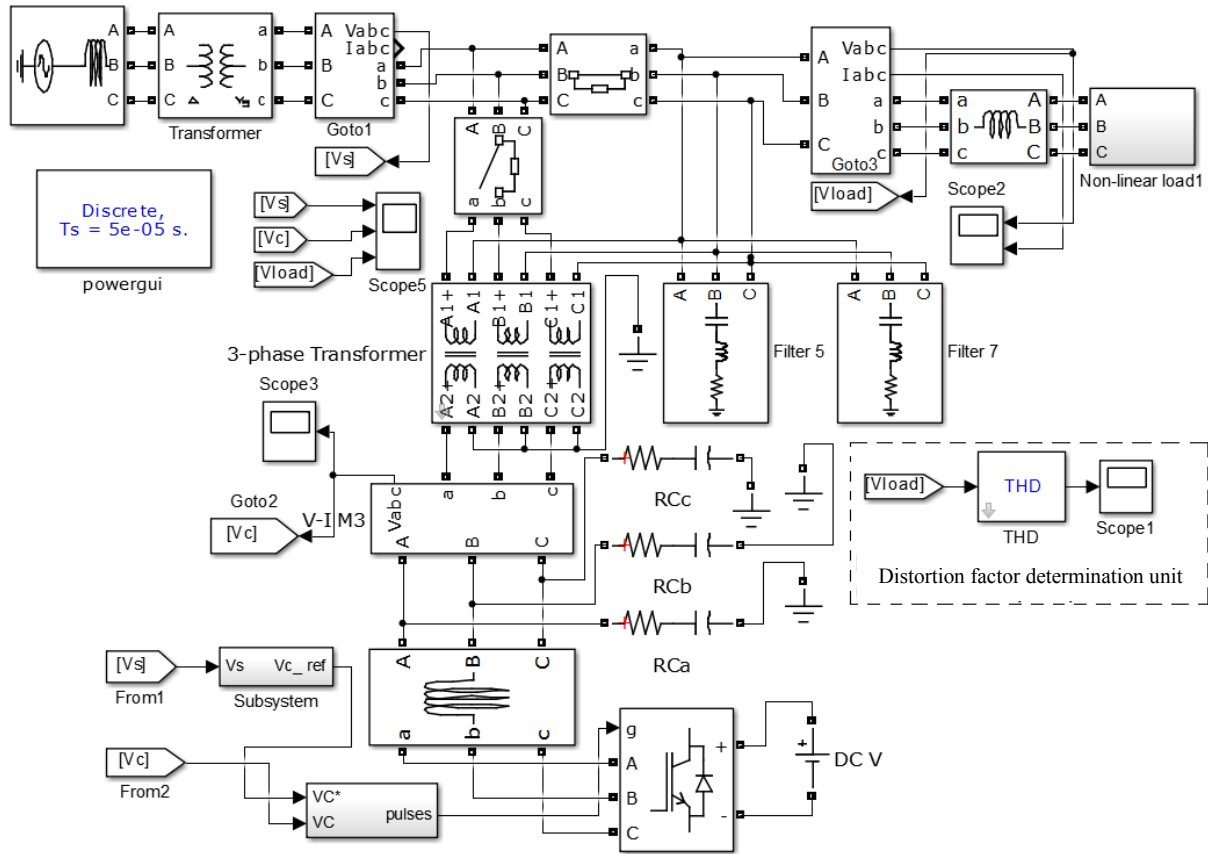 A A a A Vabc
Iabc
B B b B a
b
C C c C c
Δ Yg
Transformer
Goto1
[Vs]
A a
B b
C c
A B C
a b c
A Vabc
Iabc
B a a A A
b b B B
C c c C C
Goto3
[Vload]
Scope2
Non-linear load1
Discrete,
Ts = 5e-05 s.
powergui
[Vs]
[Vc]
[Vload]
Scope5
A1+ A1 B1+ B1 C1+ C1
A2+ A2 B2+ B2 C2+ C2
3-phase Transformer
A B C
Filter 5
A B C
Filter 7
Scope3
Goto2
[Vc]
V-I M3
Vabc a b c
A B C
RCc
RCb
RCa
[Vload]
THD
THD
Scope1
Distortion factor determination unit
A B C
a b c
[Vs]
From1
Vs Vc_ ref
Subsystem
[Vc]
From2
VC*
VC
pulses
g
A +
B
C -
+
DC V